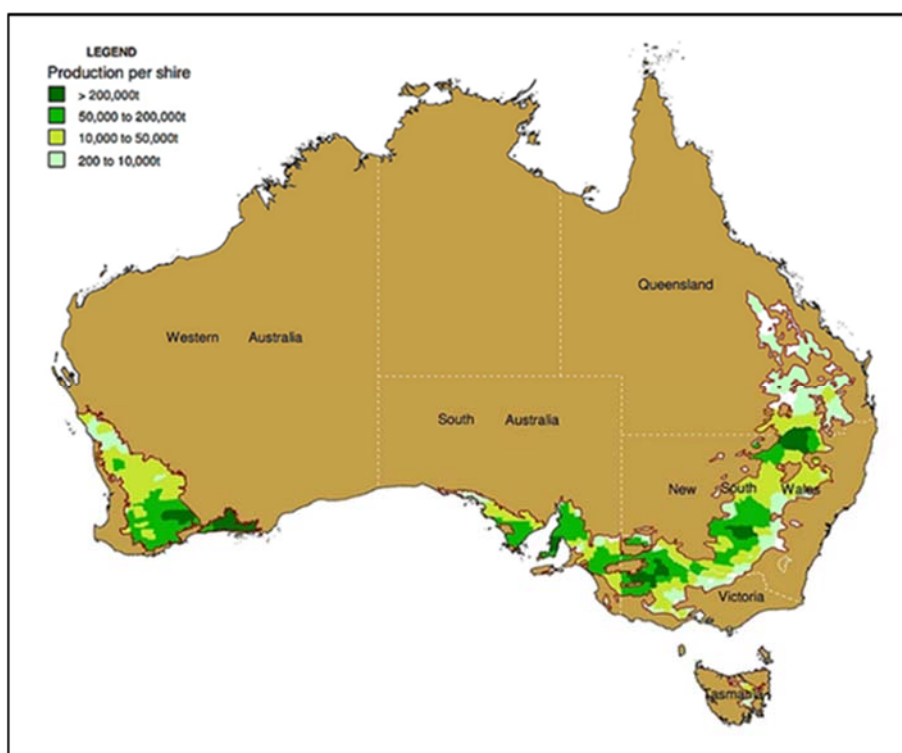 LEGEND
Production per shire
> 200,000t
50,000 to 200,000t
10,000 to 50,000t
200 to 10,000t
Queensland
Western Australia
South Australia
New South Wales
Victoria
Tasmania